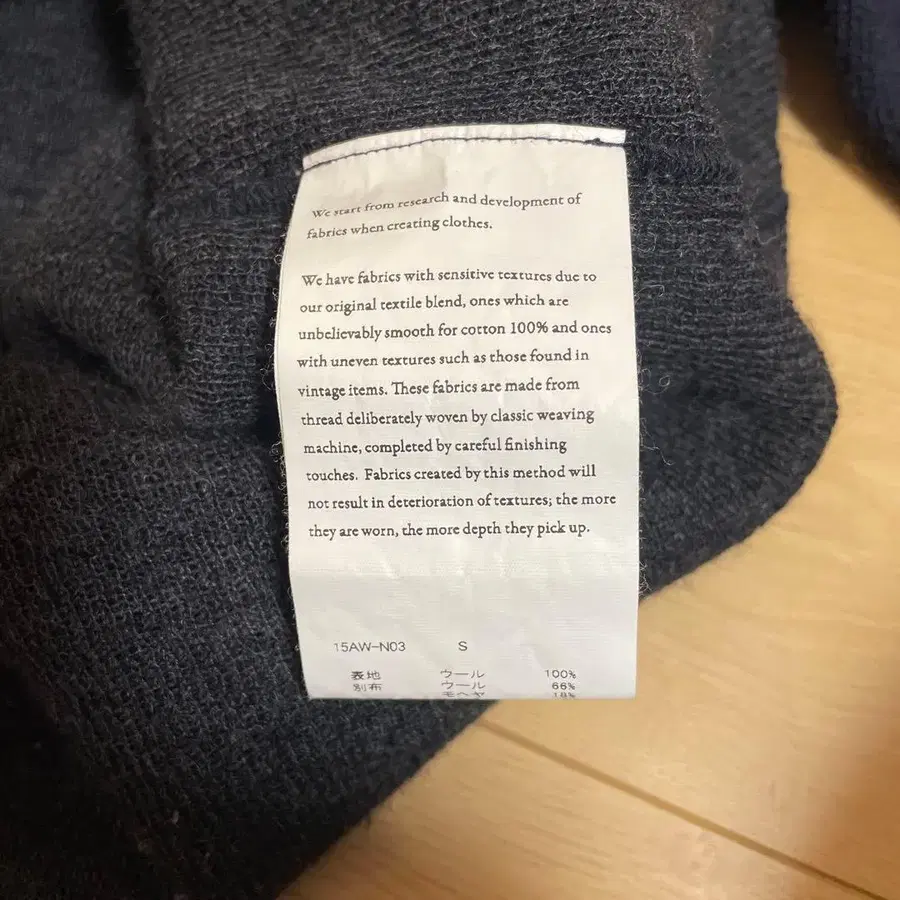 We start from research and development of
fabrics when creating clothes.
We have fabrics with sensitive textures due to
our original textile blend, ones which are
unbelievably smooth for cotton 100% and ones
with uneven textures such as those found in
vintage items. These fabrics are made from
thread deliberately woven by classic weaving
machine, completed by careful finishing
touches. Fabrics created by this method will
not result in deterioration of textures; the more
they are worn, the more depth they pick up.
15AW-N03 S
表地 ウール 100%
別布 ウール 66%
モヘヤ 18%